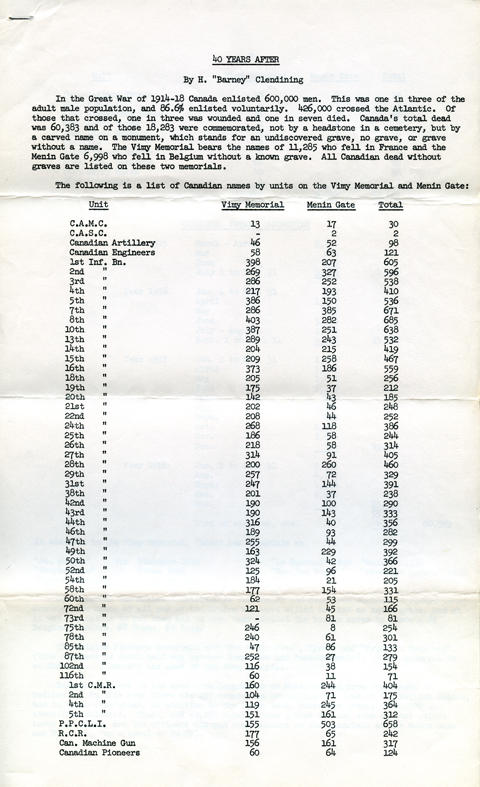 40 YEARS AFTER
By H. "Barney" Clendining
In the Great War of 1914-18 Canada enlisted 600,000 men. This was one in three of the
adult male population, and 86.6% enlisted voluntarily. 426,000 crossed the Atlantic. Of
those that crossed, one in three was wounded and one in seven died. Canada's total dead
was 60,383 and of those 18,283 were commemorated, not by a headstone in a cemetery, but by
a carved name on a monument, which stands for an undiscovered grave, no grave, or grave
without a name. The Vimy Memorial bears the names of 11,285 who fell in France and the
Menin Gate 6,998 who fell in Belgium without a known grave. All Canadian dead without
graves are listed on these two memorials.
The following is a list of Canadian names by units on the Vimy Memorial and Menin Gate:
Unit Vimy Memorial Menin Gate Total
C.A.M.C. 13 17 30
C.A.S.C. - 2 2
Canadian Artillery 46 52 98
Canadian Engineers 58 63 121
1st Inf. Bn. 398 207 605
2nd " 269 327 596
3rd " 286 252 538
4th " 217 193 410
5th " 386 150 536
7th " 286 385 671
8th " 403 282 685
10th " 387 251 638
13th " 289 243 532
14th " 204 215 419
15th " 209 258 467
16th " 373 186 559
18th " 205 51 256
19th " 175 37 212
20th " 142 43 185
21st " 202 46 248
22nd " 208 44 252
24th " 268 118 386
25th " 186 58 244
26th " 218 58 314
27th " 314 91 405
28th " 200 260 460
29th " 257 72 329
31st " 247 144 391
38th " 201 37 238
42nd " 190 100 290
43rd " 190 143 333
44th " 316 40 356
46th " 189 93 282
47th " 255 44 299
49th " 163 229 392
50th " 324 42 366
52nd " 125 96 221
54th " 184 21 205
58th " 177 154 331
60th " 62 53 115
72nd " 121 45 166
73rd " - 81 81
75th " 246 8 254
78th " 240 61 301
85th " 47 86 133
87th " 252 27 279
102nd " 116 38 154
116th " 60 11 71
1st C.M.R. 160 244 404
2nd " 104 71 175
4th " 119 245 364
5th " 151 161 312
P.P.C.L.I. 155 503 658
R.C.R. 177 65 242
Can. Machine Gun 156 161 317
Canadian Pioneers 60 64 124